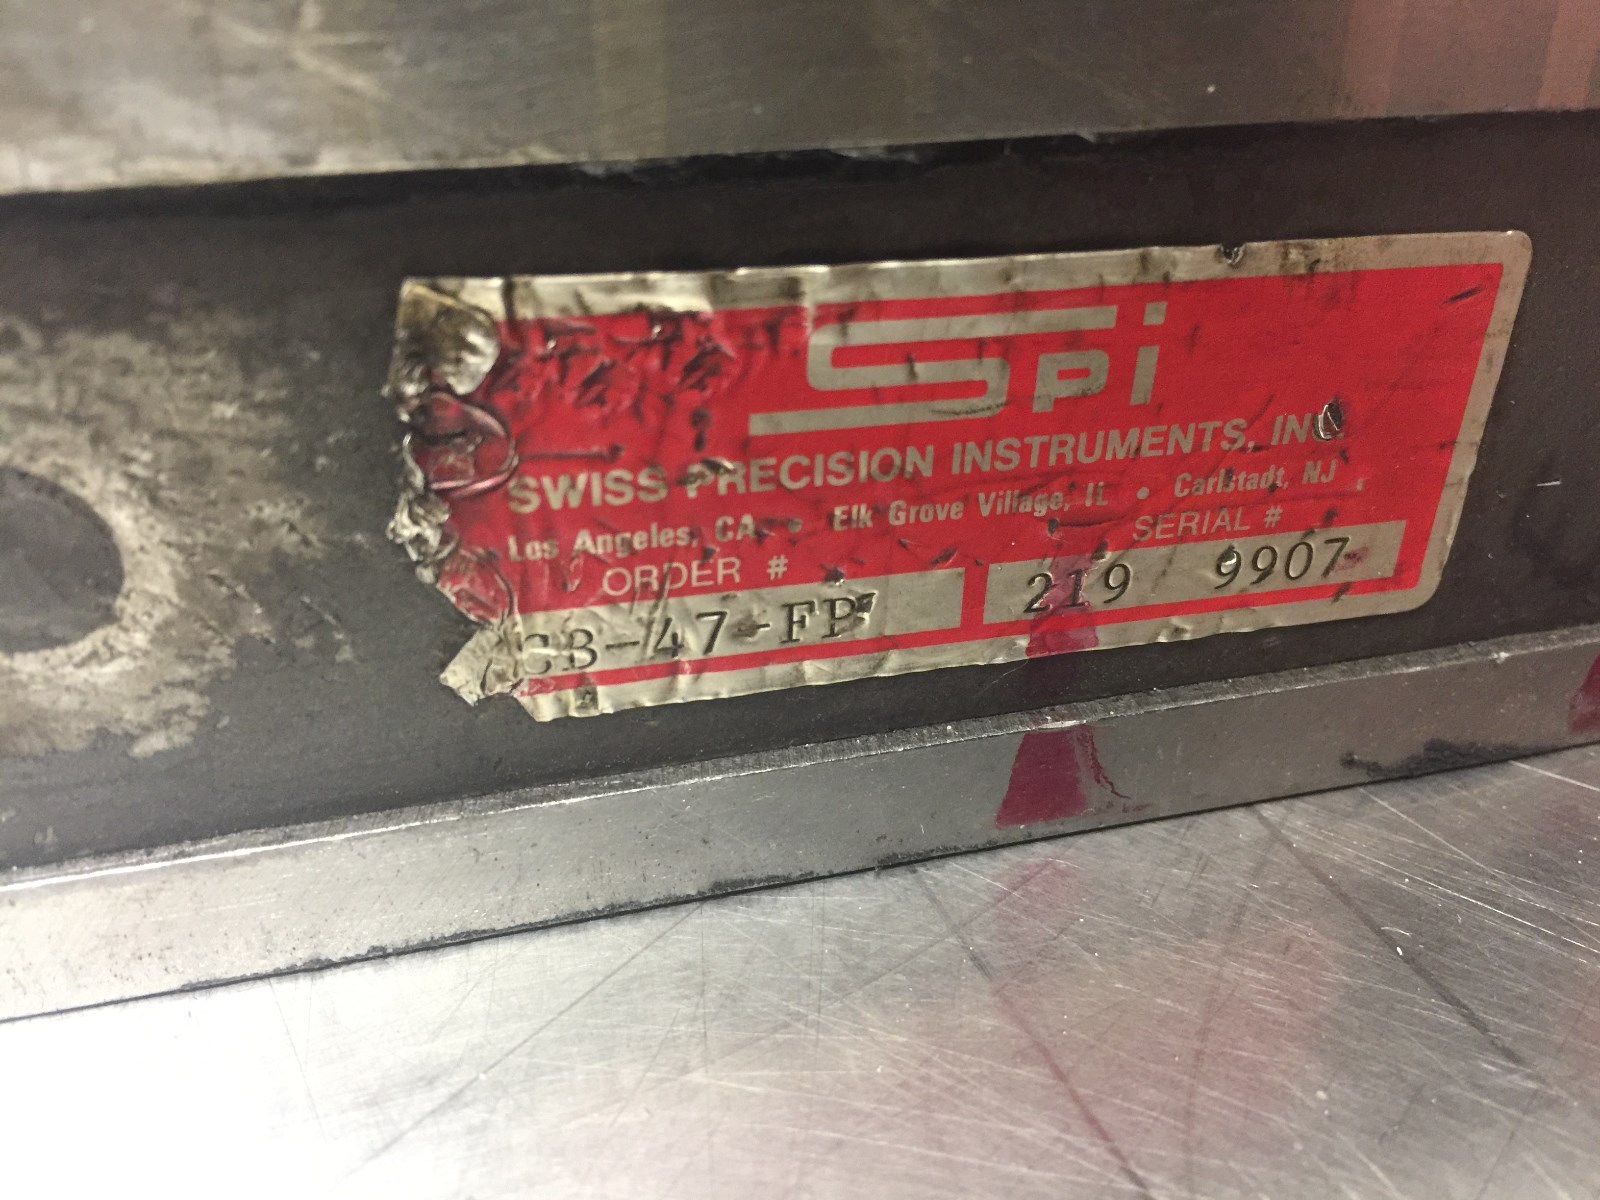 SPi
SWISS PRECISION INSTRUMENTS, INC.
Los Angeles, CA • Elk Grove Village, IL • Carlstadt, NJ
ORDER # SERIAL #
CB-47-FP 219 9907